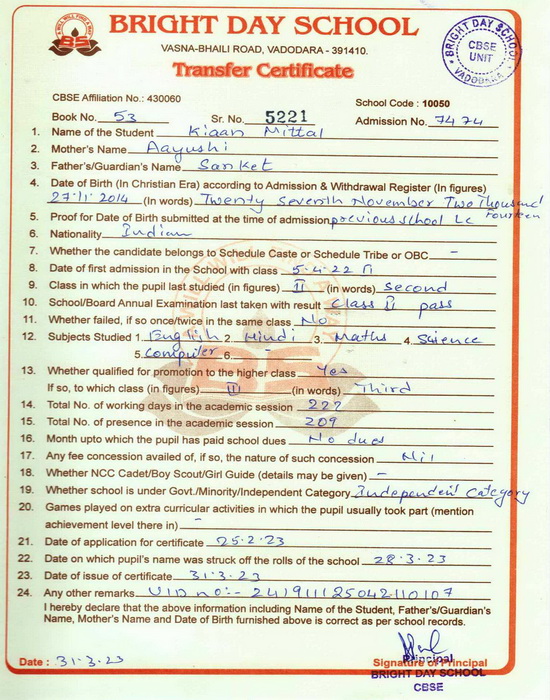 BRIGHT DAY SCHOOL
VASNA-BHAILI ROAD, VADODARA - 391410.
Transfer Certificate
BRIGHT DAY SCHOOL
CBSE
UNIT
VADODARA
CBSE Affiliation No.: 430060
School Code : 10050
Book No. 53 Sr. No. 5221 Admission No. 7474
1. Name of the Student Kiaan Mittal
2. Mother's Name Aayushi
3. Father's/Guardian's Name Sanket
4. Date of Birth (In Christian Era) according to Admission & Withdrawal Register (In figures)
27.11.2014 (In words) Twenty Seventh November Two Thousand
Fourteen
5. Proof for Date of Birth submitted at the time of admission previous school Lc
6. Nationality Indian
7. Whether the candidate belongs to Schedule Caste or Schedule Tribe or OBC -
8. Date of first admission in the School with class 5.4.22 II
9. Class in which the pupil last studied (in figures) II (in words) second
10. School/Board Annual Examination last taken with result Class II pass
11. Whether failed, if so once/twice in the same class No
12. Subjects Studied 1. English 2. Hindi 3. Maths 4. Science
5. Computer 6. -
13. Whether qualified for promotion to the higher class Yes
If so, to which class (in figures) III (in words) Third
14. Total No. of working days in the academic session 222
15. Total No. of presence in the academic session 209
16. Month upto which the pupil has paid school dues No dues
17. Any fee concession availed of, if so, the nature of such concession Nil
18. Whether NCC Cadet/Boy Scout/Girl Guide (details may be given) -
19. Whether school is under Govt./Minority/Independent Category Independent Category
20. Games played on extra curricular activities in which the pupil usually took part (mention
achievement level there in) -
21. Date of application for certificate 25.2.23
22. Date on which pupil's name was struck off the rolls of the school 28.3.23
23. Date of issue of certificate 31.3.23
24. Any other remarks UID no:- 241911125042110107
I hereby declare that the above information including Name of the Student, Father's/Guardian's
Name, Mother's Name and Date of Birth furnished above is correct as per school records.
Date : 31.3.23
Principal
Signature of Principal
BRIGHT DAY SCHOOL
CBSE